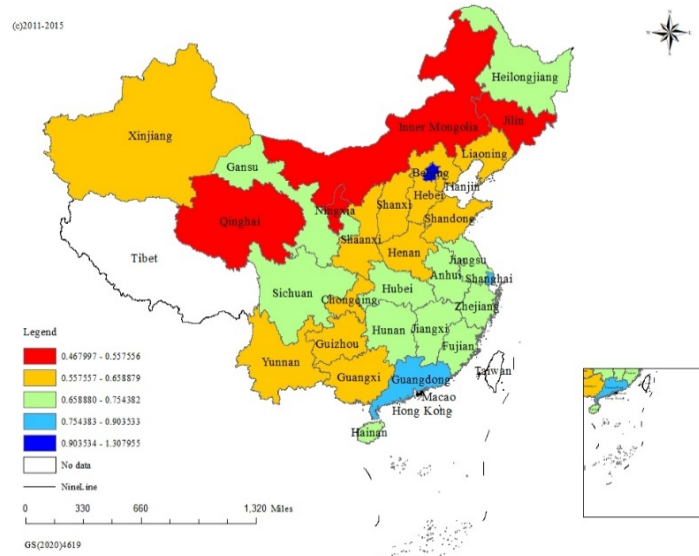 (c)2011-2015
N
W
E
S
Heilongjiang
Jilin
Inner Mongolia
Liaoning
Xinjiang
Gansu
Beijing
Tianjin
Hebei
Shanxi
Ningxia
Shandong
Qinghai
Shaanxi
Henan
Tibet
Jiangsu
Anhui
Shanghai
Sichuan
Hubei
Chongqing
Zhejiang
Hunan
Jiangxi
Guizhou
Fujian
Yunnan
Guangxi
Guangdong
Taiwan
Macao
Hong Kong
Hainan
Legend
0.467997 - 0.557556
0.557557 - 0.658879
0.658880 - 0.754382
0.754383 - 0.903533
0.903534 - 1.307955
No data
NineLine
0 330 660 1,320 Miles
GS(2020)4619